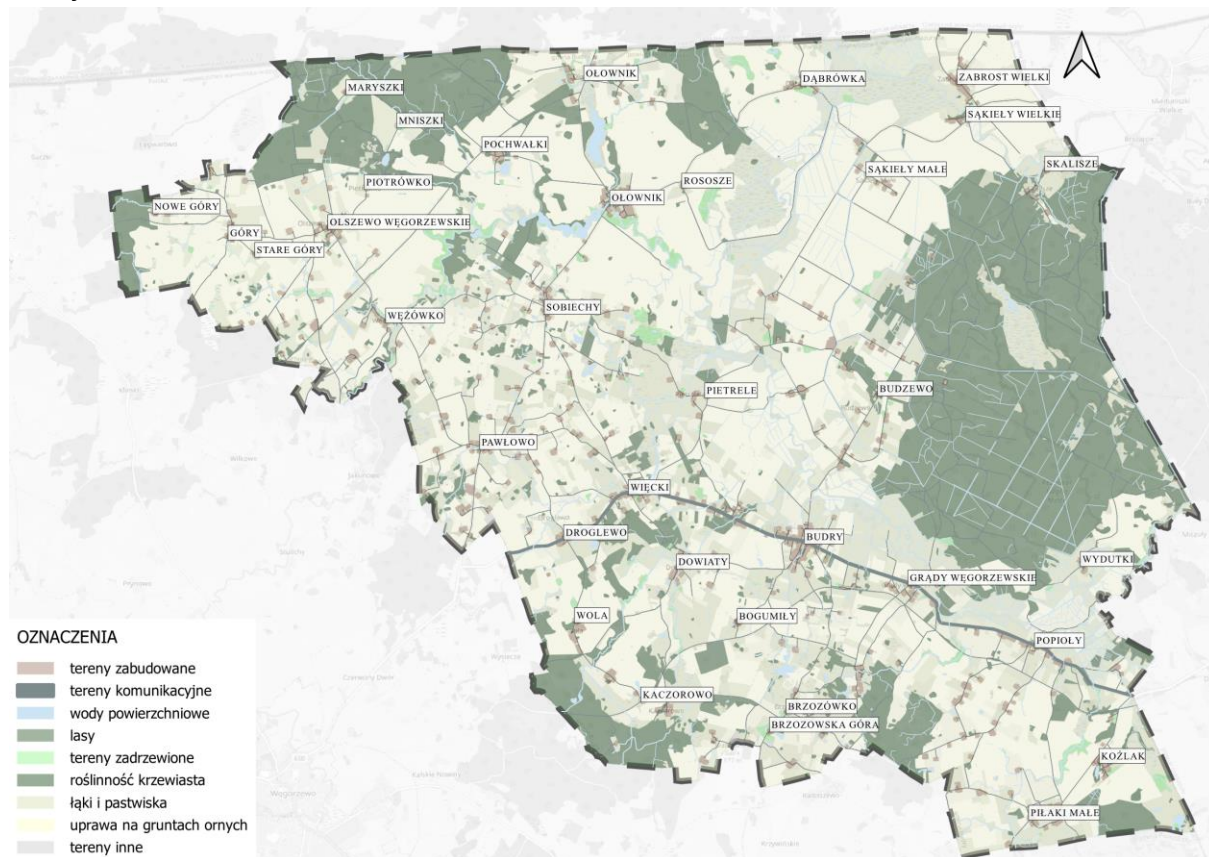 OŁOWNIK
DĄBRÓWKA
ZABROST WIELKI
MARYSZKI
SĄKIEŁY WIELKIE
MNISZKI
POCHWAŁKI
SKALISZE
SĄKIEŁY MAŁE
PIOTRÓWKO
ROSOSZE
OŁOWNIK
NOWE GÓRY
OLSZEWO WĘGORZEWSKIE
GÓRY
STARE GÓRY
SOBIECHY
WĘŻÓWKO
PIETRELE
BUDZEWO
PAWŁOWO
WIĘCKI
DROGLEWO
BUDRY
DOWIATY
WYDUTKI
GRĄDY WĘGORZEWSKIE
WOLA
BOGUMIŁY
POPIOŁY
KACZOROWO
BRZOZÓWKO
BRZOZOWSKA GÓRA
KOŹLAK
PIŁAKI MAŁE
Węgorzewo
OZNACZENIA
tereny zabudowane
tereny komunikacyjne
wody powierzchniowe
lasy
tereny zadrzewione
roślinność krzewiasta
łąki i pastwiska
uprawa na gruntach ornych
tereny inne